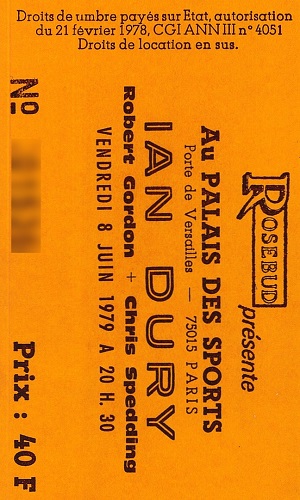 Droits de timbre payés sur Etat, autorisation
du 21 février 1978, CGI ANN III nº 4051
Droits de location en sus.
ROSEBUD présente
Au PALAIS DES SPORTS
Porte de Versailles — 75015 PARIS
IAN DURY
Robert Gordon + Chris Spedding
VENDREDI 8 JUIN 1979 A 20 H. 30
Nº
Prix : 40 F